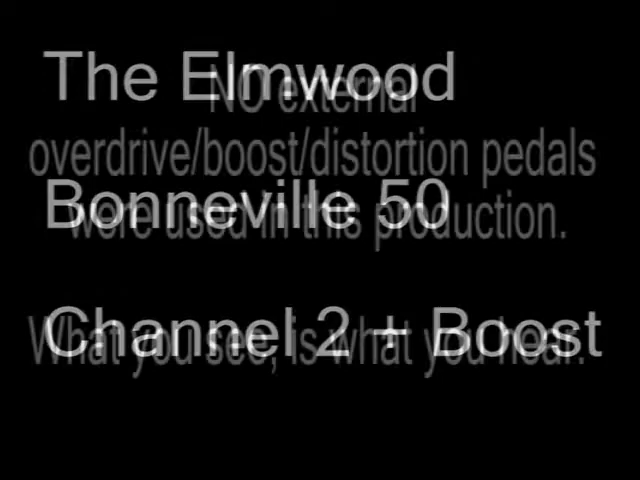 The Elmwood
NO external
overdrive/boost/distortion pedals
Bonneville 50
were used in this production.
Channel 2 + Boost
What you see, is what you hear.